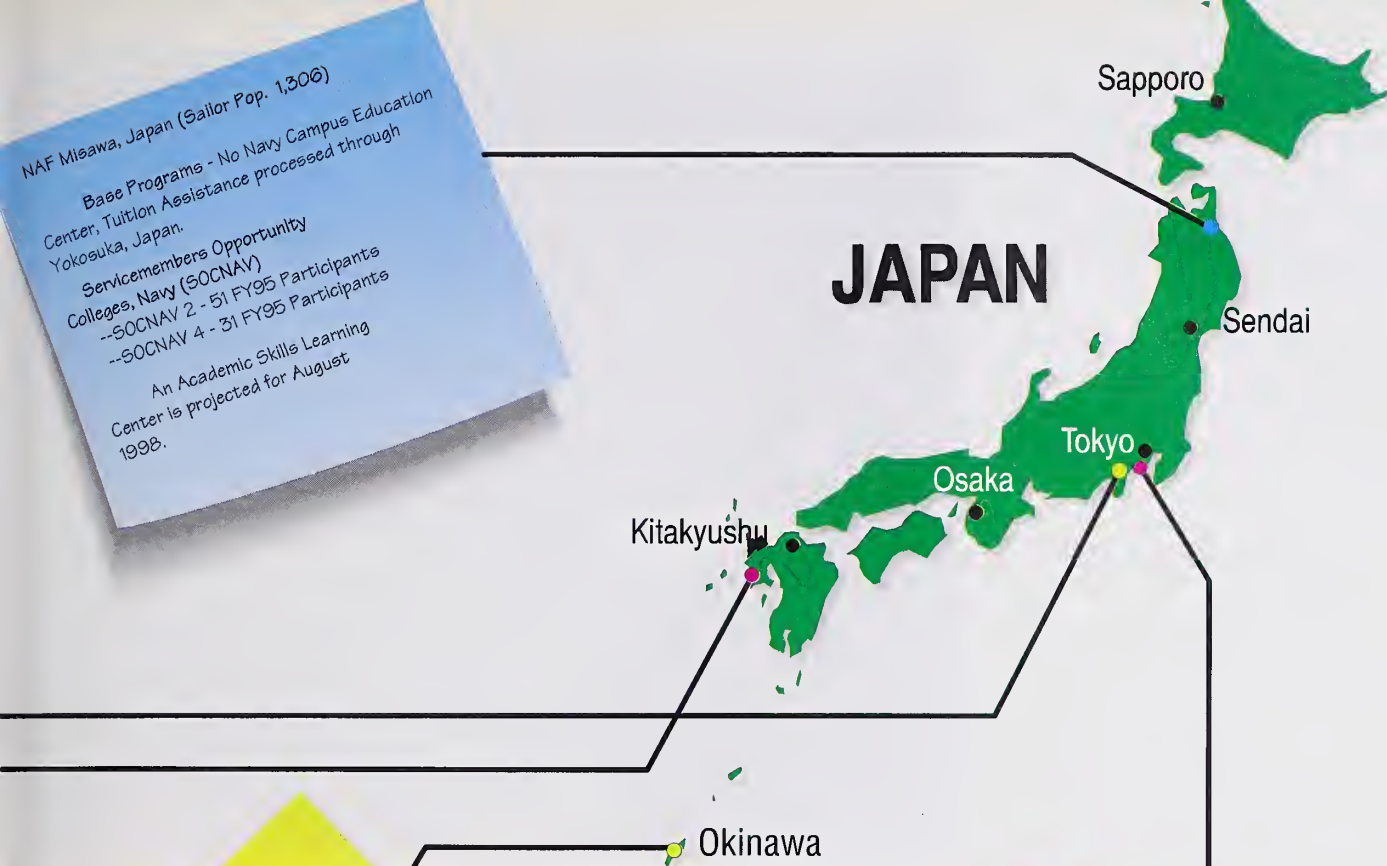 NAF Misawa, Japan (Sailor Pop. 1,306)
Base Programs - No Navy Campus Education
Center, Tuition Assistance processed through
Yokosuka, Japan.
Servicemembers Opportunity
Colleges, Navy (SOCNAV)
--SOCNAV 2 - 51 FY95 Participants
--SOCNAV 4 - 31 FY95 Participants
An Academic Skills Learning
Center is projected for August
1998.
Sapporo
JAPAN
Sendai
Tokyo
Osaka
Kitakyushu
Okinawa